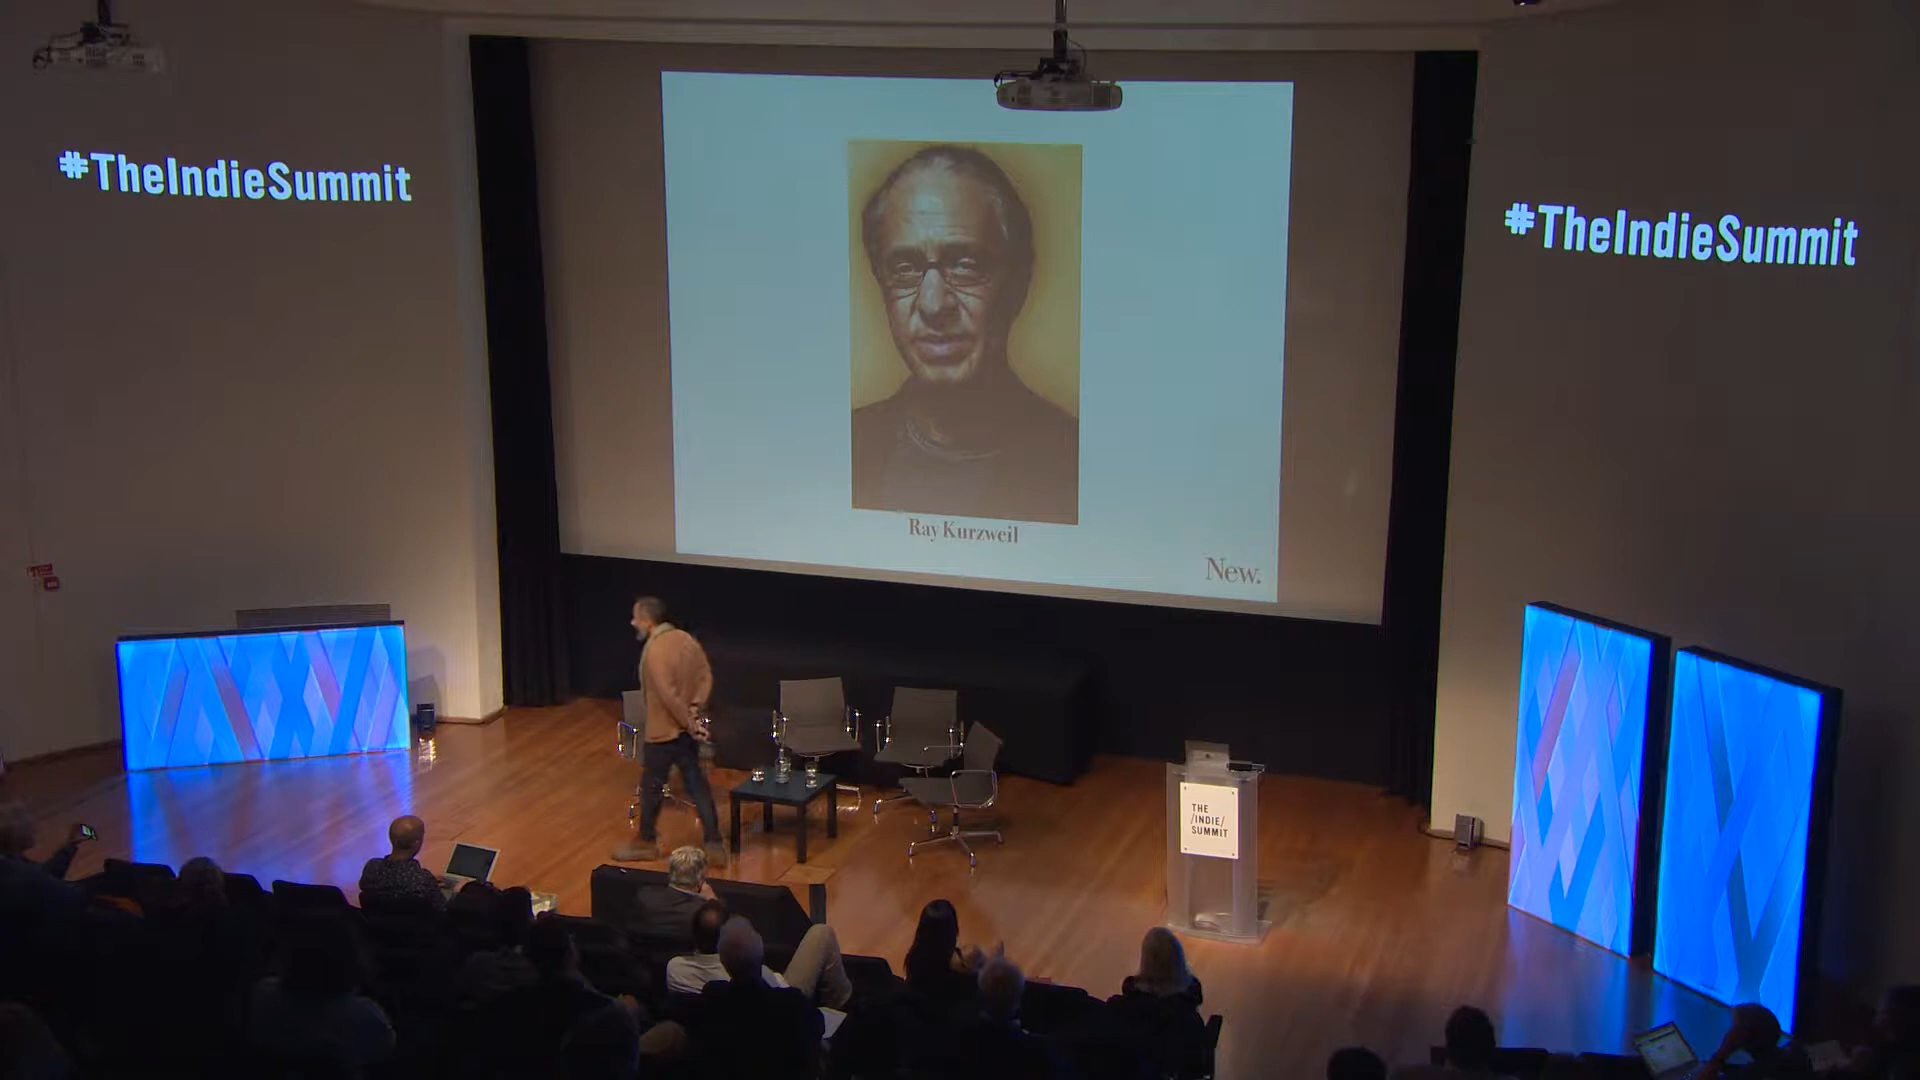 #TheIndieSummit
#TheIndieSummit
Ray Kurzweil
New.
THE
/INDIE/
SUMMIT